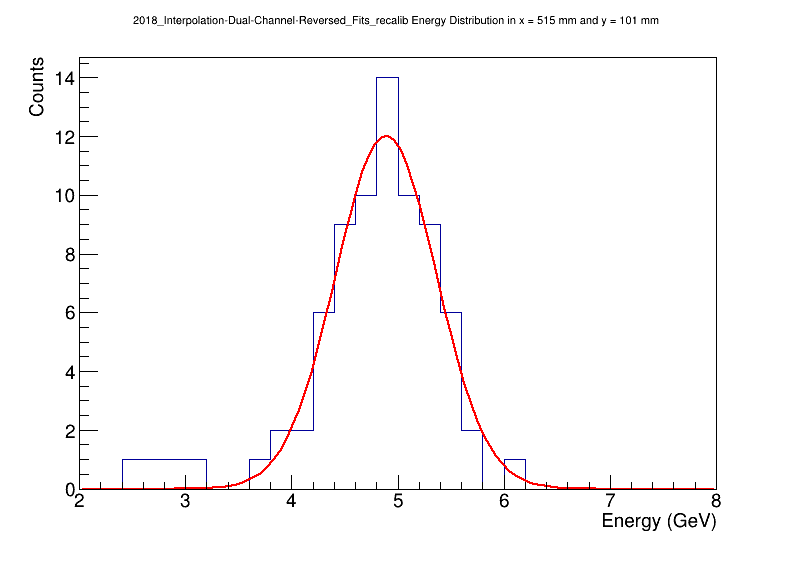 2018_Interpolation-Dual-Channel-Reversed_Fits_recalib Energy Distribution in x = 515 mm and y = 101 mm
Counts
14
12
10
8
6
4
2
0
2 3 4 5 6 7 8
Energy (GeV)